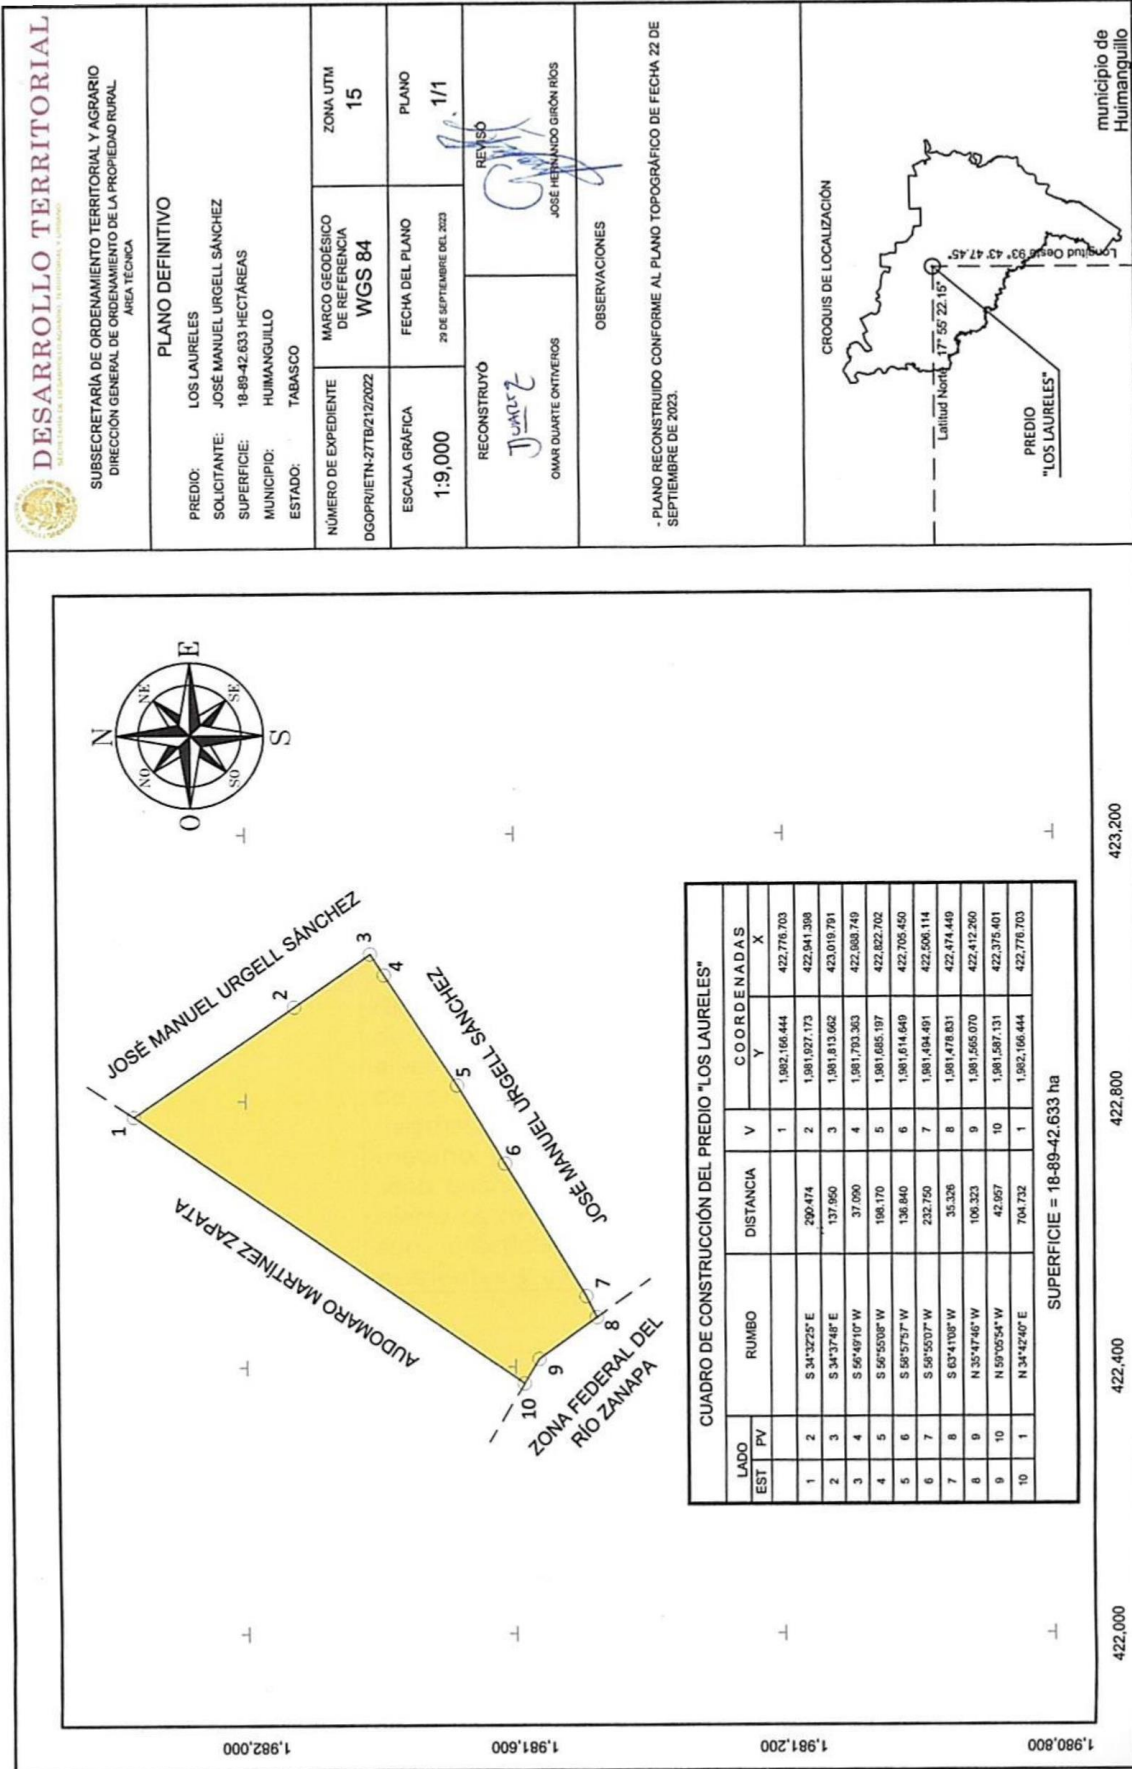 DESARROLLO TERRITORIAL
SECRETARÍA DE DESARROLLO AGRARIO, TERRITORIAL Y URBANO
SUBSECRETARÍA DE ORDENAMIENTO TERRITORIAL Y AGRARIO
DIRECCIÓN GENERAL DE ORDENAMIENTO DE LA PROPIEDAD RURAL
ÁREA TÉCNICA
PLANO DEFINITIVO
PREDIO: LOS LAURELES
SOLICITANTE: JOSÉ MANUEL URGELL SÁNCHEZ
SUPERFICIE: 18-89-42.633 HECTÁREAS
MUNICIPIO: HUIMANGUILLO
ESTADO: TABASCO
NÚMERO DE EXPEDIENTE
DGOPR/IETN-27TB/212/2022
MARCO GEODÉSICO
DE REFERENCIA
WGS 84
ZONA UTM
15
ESCALA GRÁFICA
1:9,000
FECHA DEL PLANO
29 DE SEPTIEMBRE DEL 2023
PLANO
1/1
RECONSTRUYÓ
DUARTE
OMAR DUARTE ONTIVEROS
REVISÓ
JOSÉ HERNANDO GIRÓN RÍOS
OBSERVACIONES
- PLANO RECONSTRUIDO CONFORME AL PLANO TOPOGRÁFICO DE FECHA 22 DE
SEPTIEMBRE DE 2023.
CROQUIS DE LOCALIZACIÓN
Latitud Norte 17° 55' 22.15"
Longitud Oeste 93° 43' 47.45"
PREDIO
"LOS LAURELES"
municipio de
Huimanguillo
N
NO NE
O E
SO SE
S
JOSÉ MANUEL URGELL SÁNCHEZ
AUDOMARO MARTÍNEZ ZAPATA
JOSÉ MANUEL URGELL SÁNCHEZ
ZONA FEDERAL DEL
RÍO ZANAPA
1
2
3
4
5
6
7
8
9
10
CUADRO DE CONSTRUCCIÓN DEL PREDIO "LOS LAURELES"
LADO RUMBO DISTANCIA V COORDENADAS
EST PV Y X
1 1,982,166.444 422,776.703
1 2 S 34°32'25" E 290.474 2 1,981,927.173 422,941.398
2 3 S 34°37'48" E 137.950 3 1,981,813.662 423,019.791
3 4 S 56°49'10" W 37.090 4 1,981,793.363 422,988.749
4 5 S 56°55'08" W 198.170 5 1,981,685.197 422,822.702
5 6 S 58°57'57" W 136.840 6 1,981,614.649 422,705.450
6 7 S 58°55'07" W 232.750 7 1,981,494.491 422,506.114
7 8 S 63°41'08" W 35.326 8 1,981,478.831 422,474.449
8 9 N 35°47'46" W 106.323 9 1,981,565.070 422,412.260
9 10 N 59°05'54" W 42.957 10 1,981,587.131 422,375.401
10 1 N 34°42'40" E 704.732 1 1,982,166.444 422,776.703
SUPERFICIE = 18-89-42.633 ha
1,982,000
1,981,600
1,981,200
1,980,800
422,000
422,400
422,800
423,200